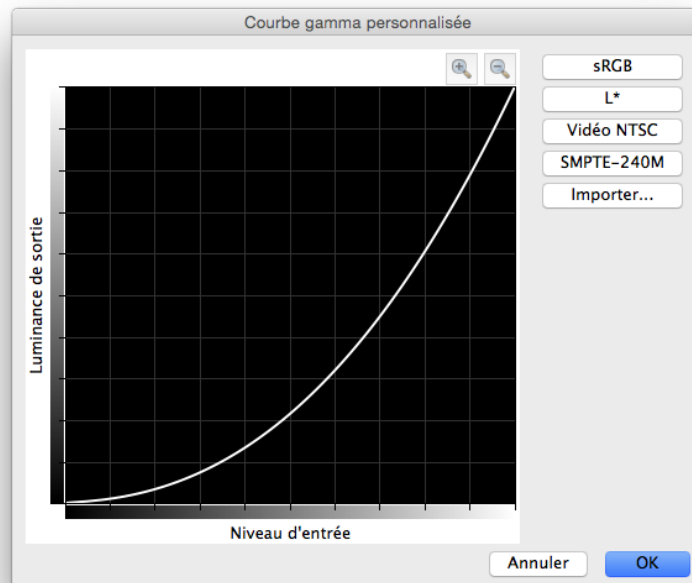 Courbe gamma personnalisée
sRGB
L*
Vidéo NTSC
SMPTE-240M
Importer...
Luminance de sortie
Niveau d'entrée
Annuler
OK